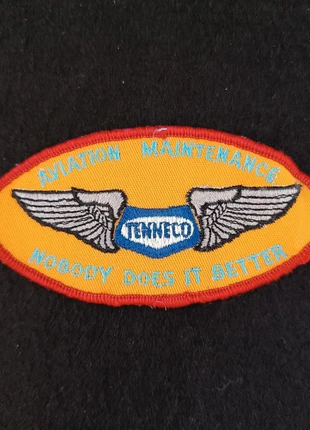 AVIATION MAINTENANCE
TENNECO
NOBODY DOES IT BETTER